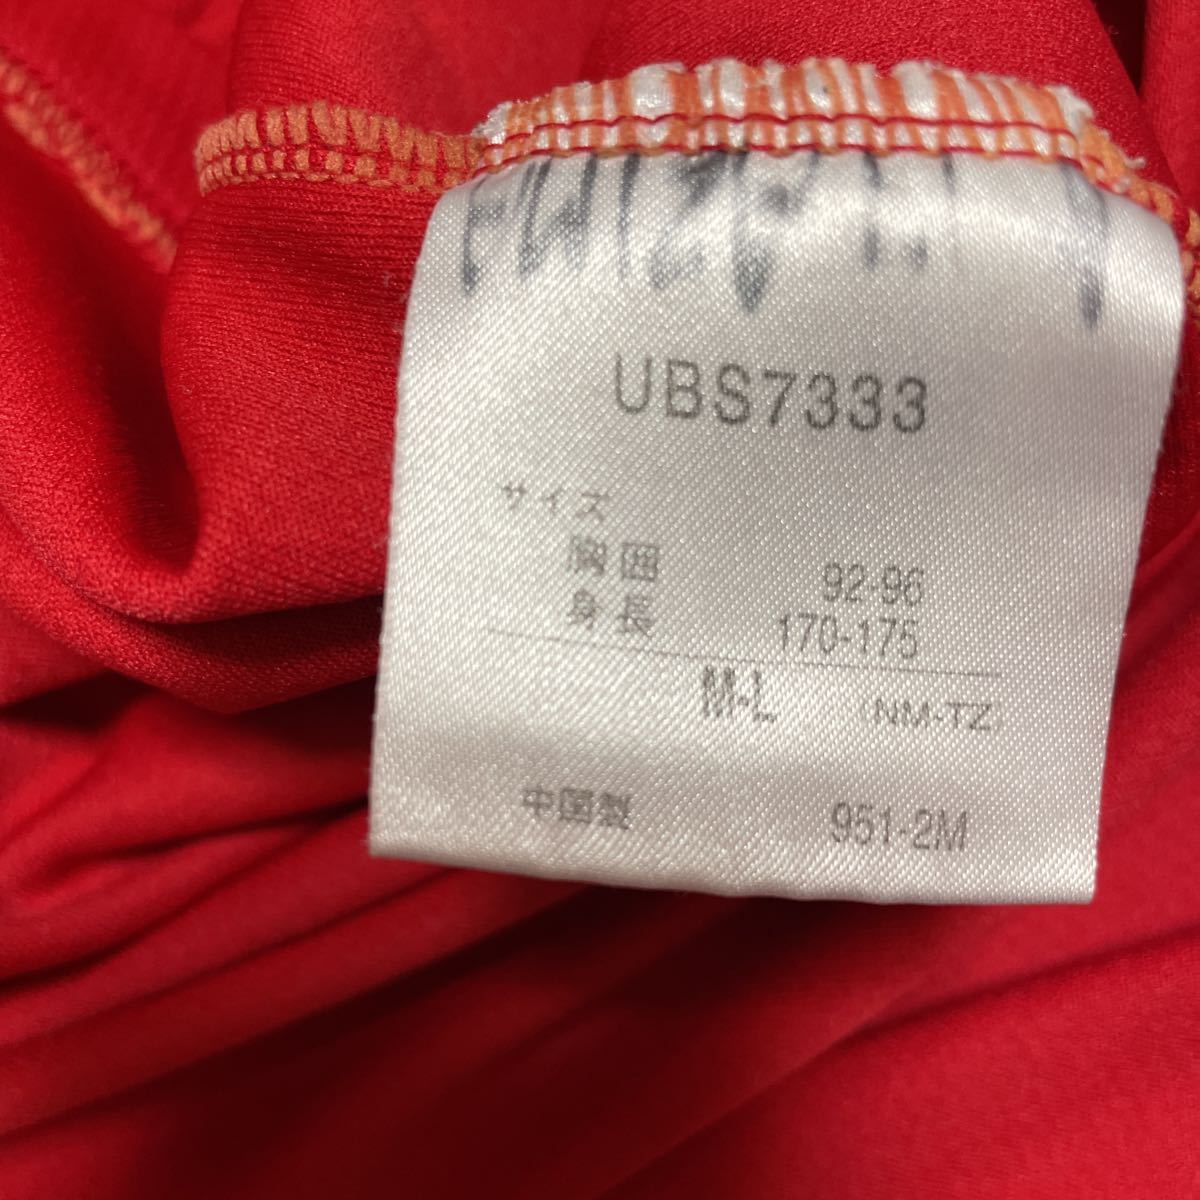 UBS7333
サイズ
胸囲 92-96
身長 170-175
M-L (NM-TZ)
中国製 951-2M